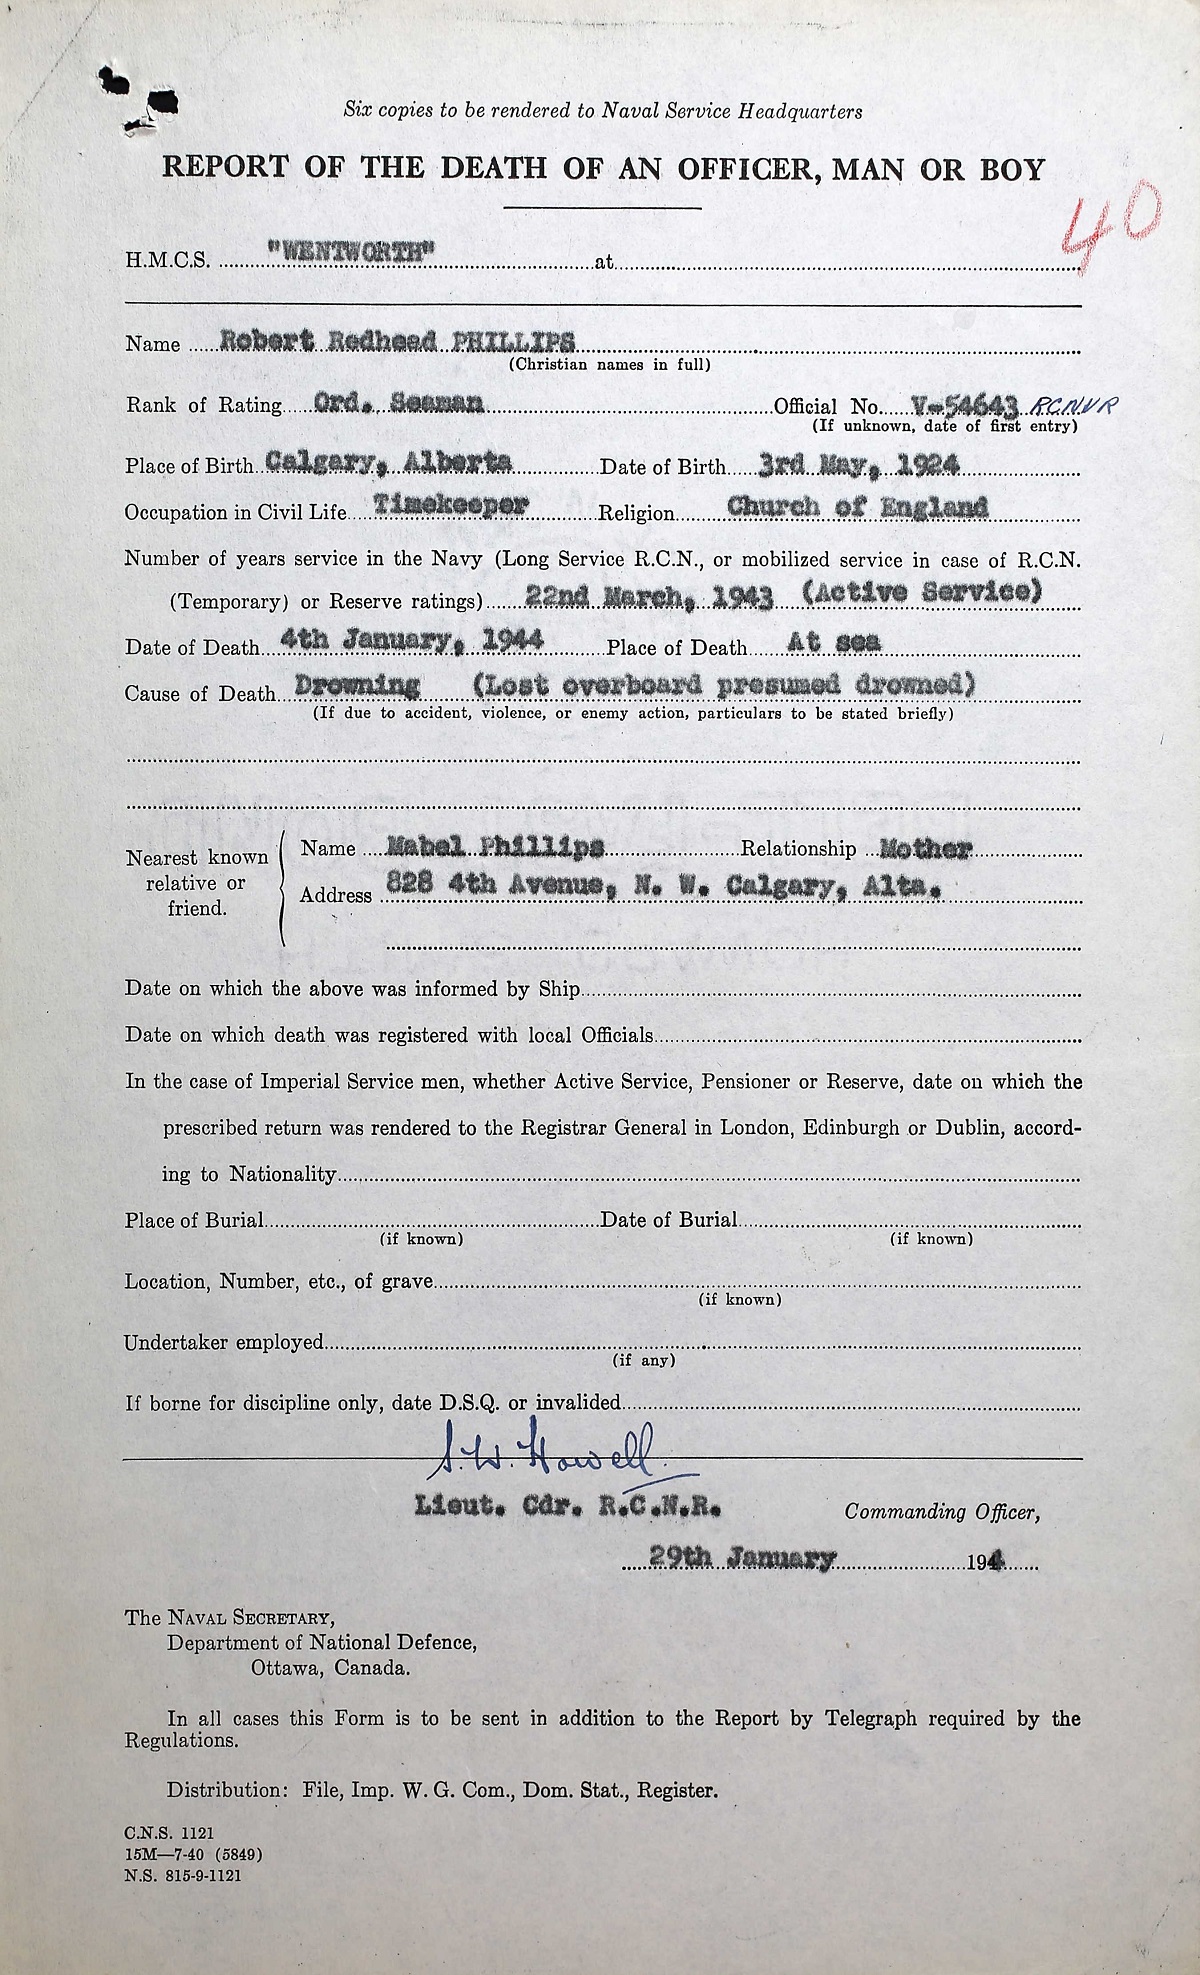 Six copies to be rendered to Naval Service Headquarters
REPORT OF THE DEATH OF AN OFFICER, MAN OR BOY
40
H.M.C.S. "WENTWORTH" at
Name Robert Redhead PHILLIPS
(Christian names in full)
Rank of Rating Ord. Seaman Official No. V-54643 RCNVR
(If unknown, date of first entry)
Place of Birth Calgary, Alberta Date of Birth 3rd May, 1924
Occupation in Civil Life Timekeeper Religion Church of England
Number of years service in the Navy (Long Service R.C.N., or mobilized service in case of R.C.N.
(Temporary) or Reserve ratings) 22nd March, 1943 (Active Service)
Date of Death 4th January, 1944 Place of Death At sea
Cause of Death Drowning (Lost overboard presumed drowned)
(If due to accident, violence, or enemy action, particulars to be stated briefly)
Nearest known relative or friend.
Name Mabel Phillips Relationship Mother
Address 828 4th Avenue, N. W. Calgary, Alta.
Date on which the above was informed by Ship
Date on which death was registered with local Officials
In the case of Imperial Service men, whether Active Service, Pensioner or Reserve, date on which the
prescribed return was rendered to the Registrar General in London, Edinburgh or Dublin, accord-
ing to Nationality
Place of Burial Date of Burial
(if known) (if known)
Location, Number, etc., of grave
(if known)
Undertaker employed
(if any)
If borne for discipline only, date D.S.Q. or invalided
S.W. Howell
Lieut. Cdr. R.C.N.R. Commanding Officer,
29th January 1944
The NAVAL SECRETARY,
Department of National Defence,
Ottawa, Canada.
In all cases this Form is to be sent in addition to the Report by Telegraph required by the
Regulations.
Distribution: File, Imp. W. G. Com., Dom. Stat., Register.
C.N.S. 1121
15M—7-40 (5849)
N.S. 815-9-1121